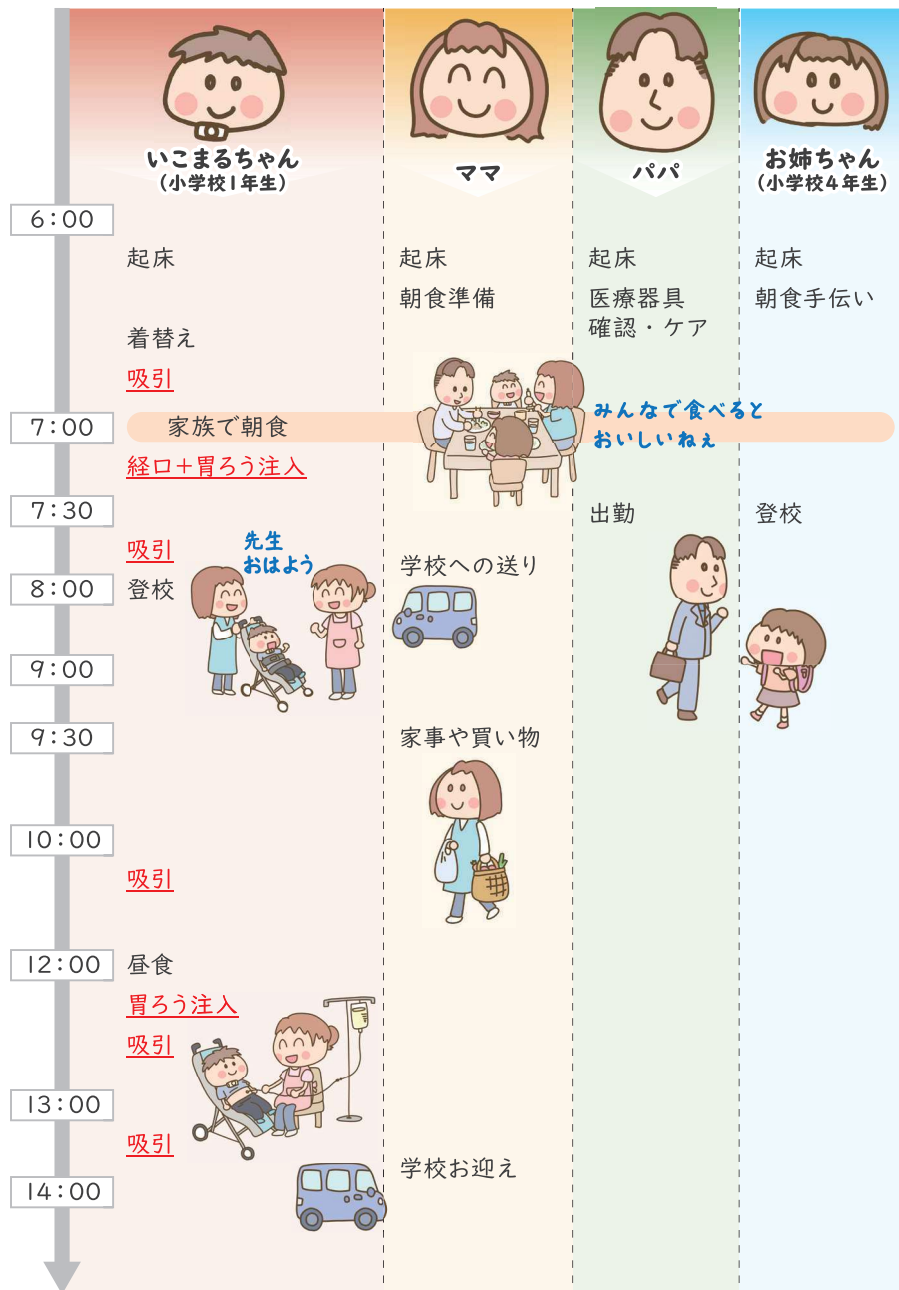 いこまるちゃん
(小学校1年生)
ママ
パパ
お姉ちゃん
(小学校4年生)
6:00
起床
起床
起床
起床
朝食準備
医療器具
確認・ケア
朝食手伝い
着替え
吸引
7:00
家族で朝食
みんなで食べると
おいしいねぇ
経口+胃ろう注入
7:30
出勤
登校
吸引
先生
おはよう
学校への送り
8:00
登校
9:00
9:30
家事や買い物
10:00
吸引
12:00
昼食
胃ろう注入
吸引
13:00
吸引
学校お迎え
14:00